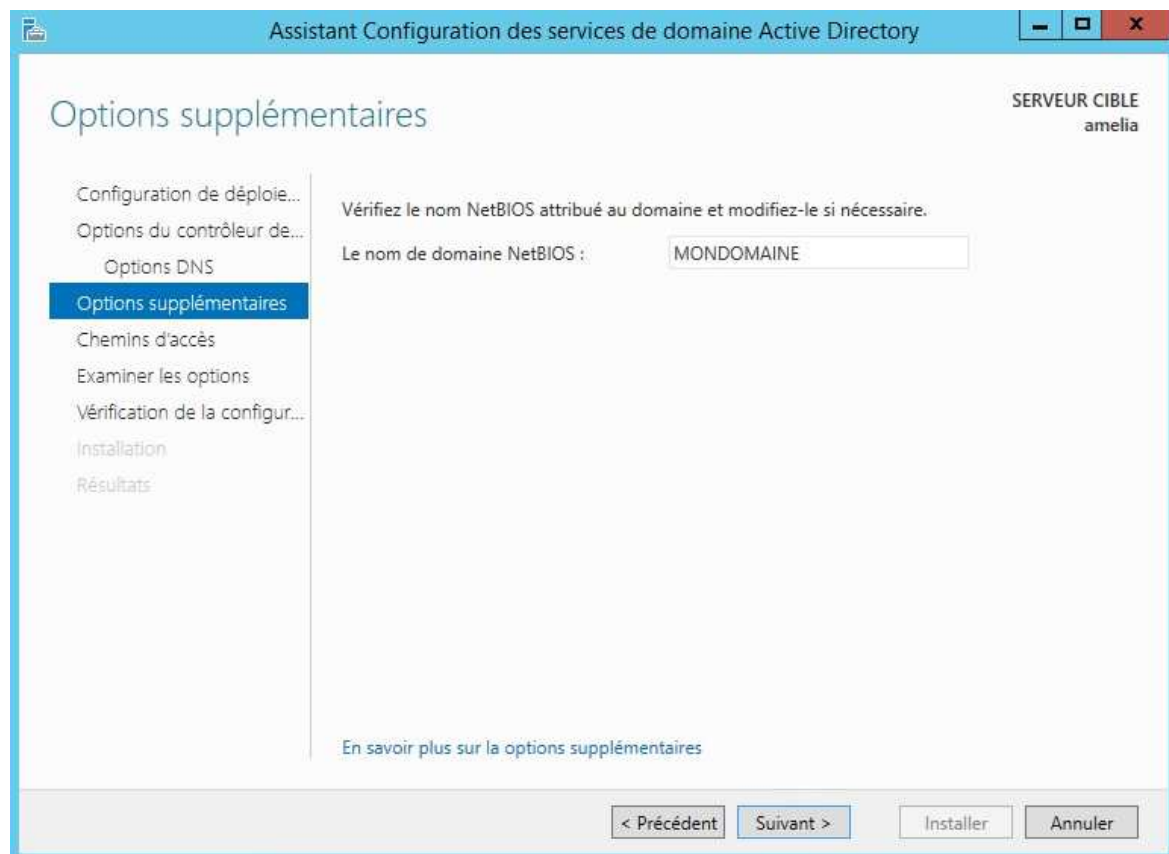 Assistant Configuration des services de domaine Active Directory
Options supplémentaires
SERVEUR CIBLE
amelia
Configuration de déploie...
Options du contrôleur de...
Options DNS
Options supplémentaires
Chemins d'accès
Examiner les options
Vérification de la configur...
Installation
Résultats
Vérifiez le nom NetBIOS attribué au domaine et modifiez-le si nécessaire.
Le nom de domaine NetBIOS : MONDOMAINE
En savoir plus sur la options supplémentaires
< Précédent Suivant > Installer Annuler